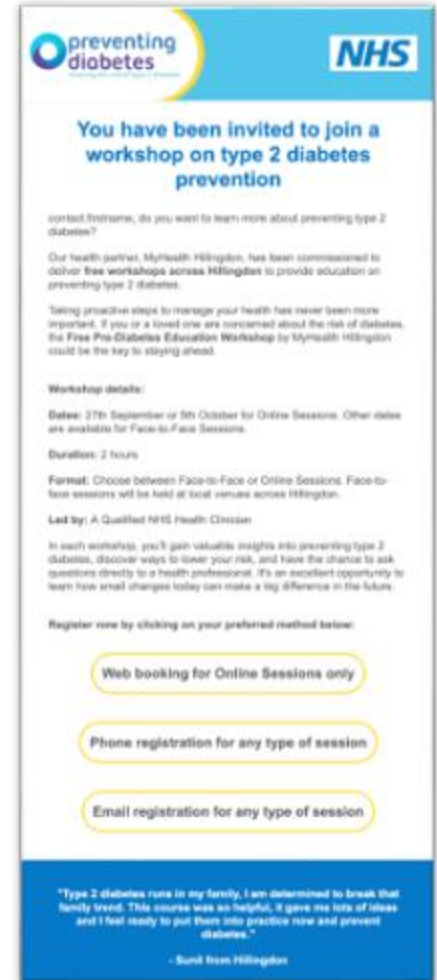 preventing
diabetes
NHS
You have been invited to join a
workshop on type 2 diabetes
prevention
contact.firstname, do you want to learn more about preventing type 2
diabetes?
Our health partner, MyHealth Hillingdon, has been commissioned to
deliver free workshops across Hillingdon to provide education on
preventing type 2 diabetes.
Taking proactive steps to manage your health has never been more
important. If you or a loved one are concerned about the risk of diabetes,
the Free Pre-Diabetes Education Workshop by MyHealth Hillingdon
could be the key to staying ahead.
Workshop details:
Dates: 27th September or 5th October for Online Sessions. Other dates
are available for Face-to-Face Sessions.
Duration: 2 hours
Format: Choose between Face-to-Face or Online Sessions. Face-to-
face sessions will be held at local venues across Hillingdon.
Led by: A Qualified NHS Health Clinician
In each workshop, you'll gain valuable insights into preventing type 2
diabetes, discover ways to lower your risk, and have the chance to ask
questions directly to a health professional. It's an excellent opportunity to
learn how small changes today can make a big difference in the future.
Register now by clicking on your preferred method below:
Web booking for Online Sessions only
Phone registration for any type of session
Email registration for any type of session
"Type 2 diabetes runs in my family, I am determined to break that
family trend. This course was so helpful, it gave me lots of ideas
and I feel ready to put them into practice now and prevent
diabetes."
- Sunil from Hillingdon